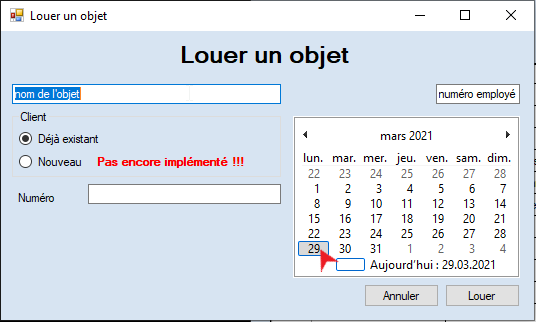 Louer un objet
Louer un objet
nom de l'objet
numéro employé
Client
Déjà existant
Nouveau Pas encore implémenté !!!
Numéro
mars 2021
lun. mar. mer. jeu. ven. sam. dim.
22 23 24 25 26 27 28
1 2 3 4 5 6 7
8 9 10 11 12 13 14
15 16 17 18 19 20 21
22 23 24 25 26 27 28
29 30 31 1 2 3 4
Aujourd'hui : 29.03.2021
Annuler Louer